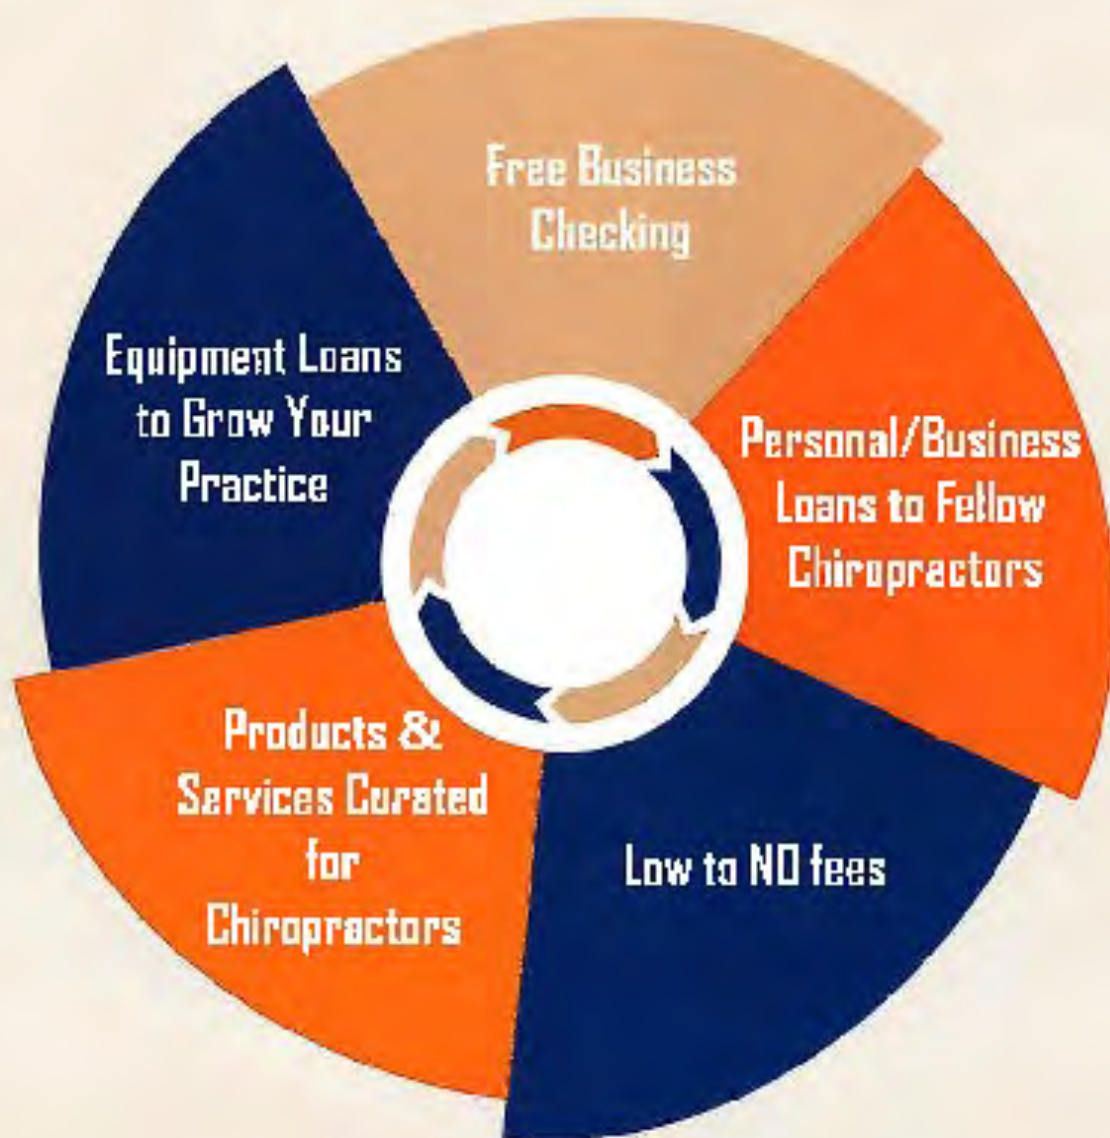 Free Business
Checking
Personal/Business
Loans to Fellow
Chiropractors
Low to NO fees
Products &
Services Curated
for
Chiropractors
Equipment Loans
to Grow Your
Practice